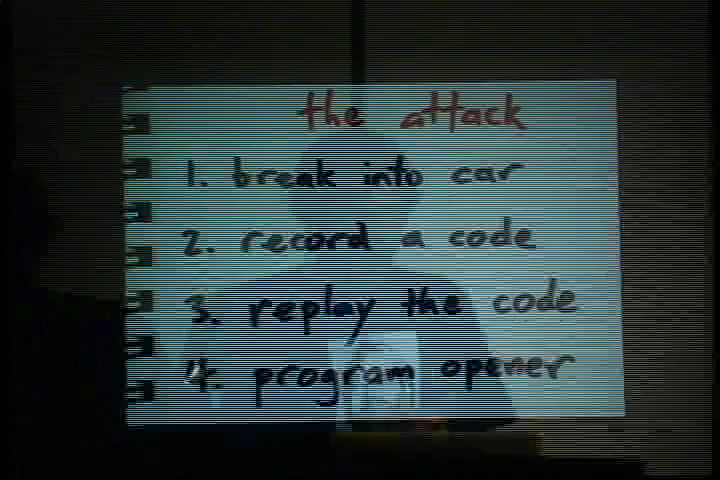 the attack
1. break into car
2. record a code
3. replay the code
4. program opener